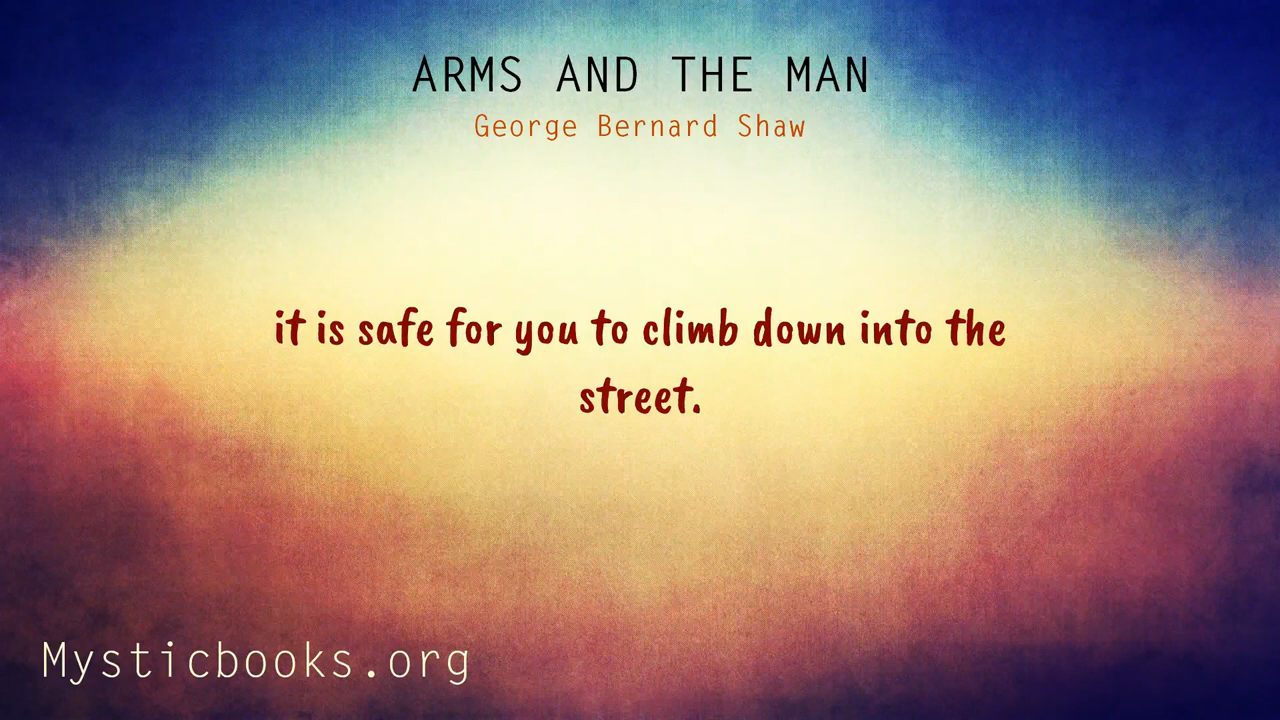 ARMS AND THE MAN
George Bernard Shaw
it is safe for you to climb down into the
street.
Mysticbooks.org